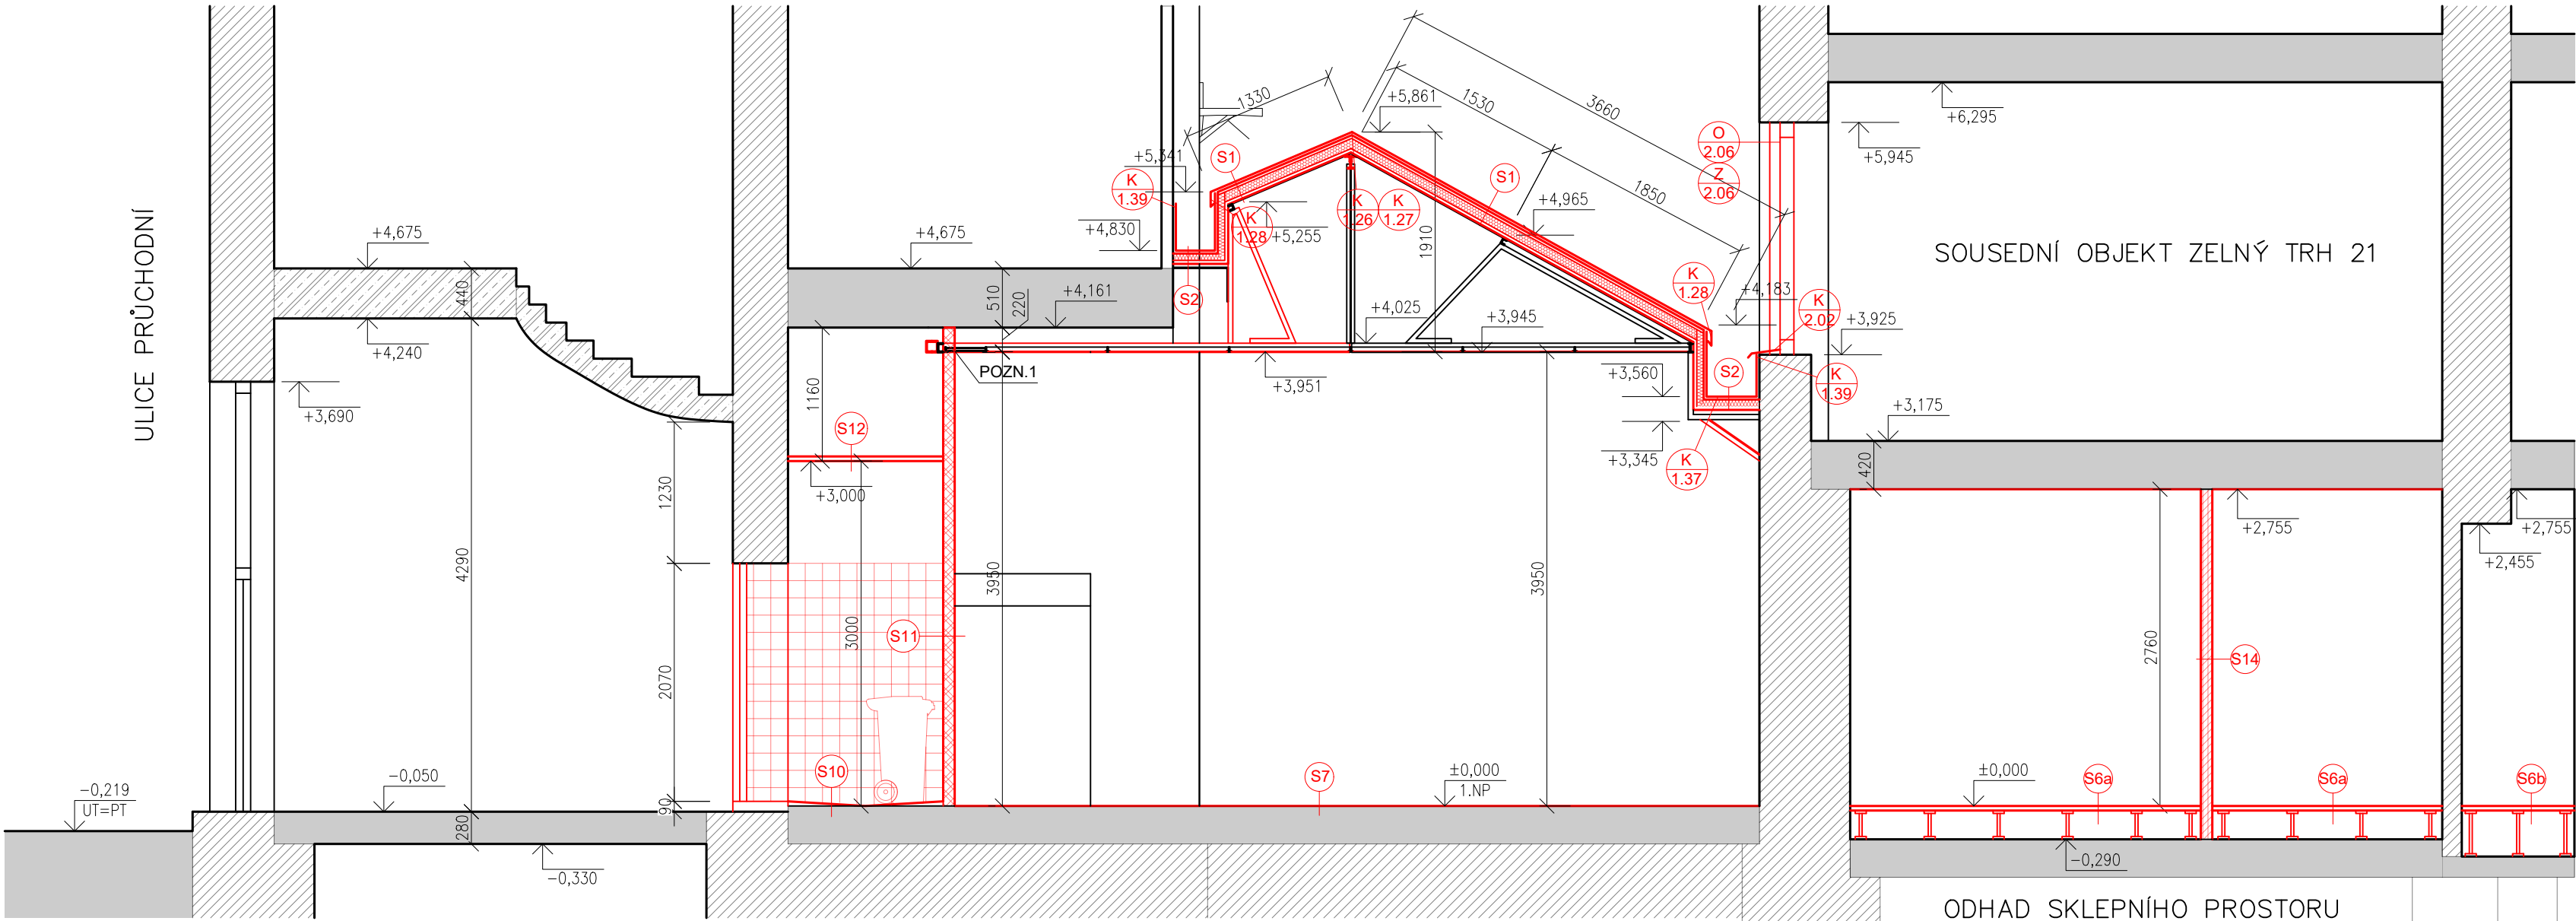 ULICE PRŮCHODNÍ
1330
+5,861
1530
3660
+6,295
O
2.06
+5,945
Z
2.06
+5,341
S1
K
1.39
S1
1850
+4,675
+4,675
+4,830
K
1.28
+5,255
K
1.26
K
1.27
1910
+4,965
SOUSEDNÍ OBJEKT ZELNÝ TRH 21
440
510
220
+4,161
S2
K
1.28
+4,183
K
2.02
+4,240
+4,025
+3,945
+3,925
POZN.1
+3,951
+3,560
S2
K
1.39
+3,690
1160
S12
+3,175
+3,345
K
1.37
420
+3,000
1230
+2,755
+2,755
+2,455
4290
3950
3950
3000
S11
2760
S14
2070
-0,219
UT=PT
-0,050
S10
S7
±0,000
1.NP
±0,000
S6a
S6a
S6b
90
280
-0,330
-0,290
ODHAD SKLEPNÍHO PROSTORU